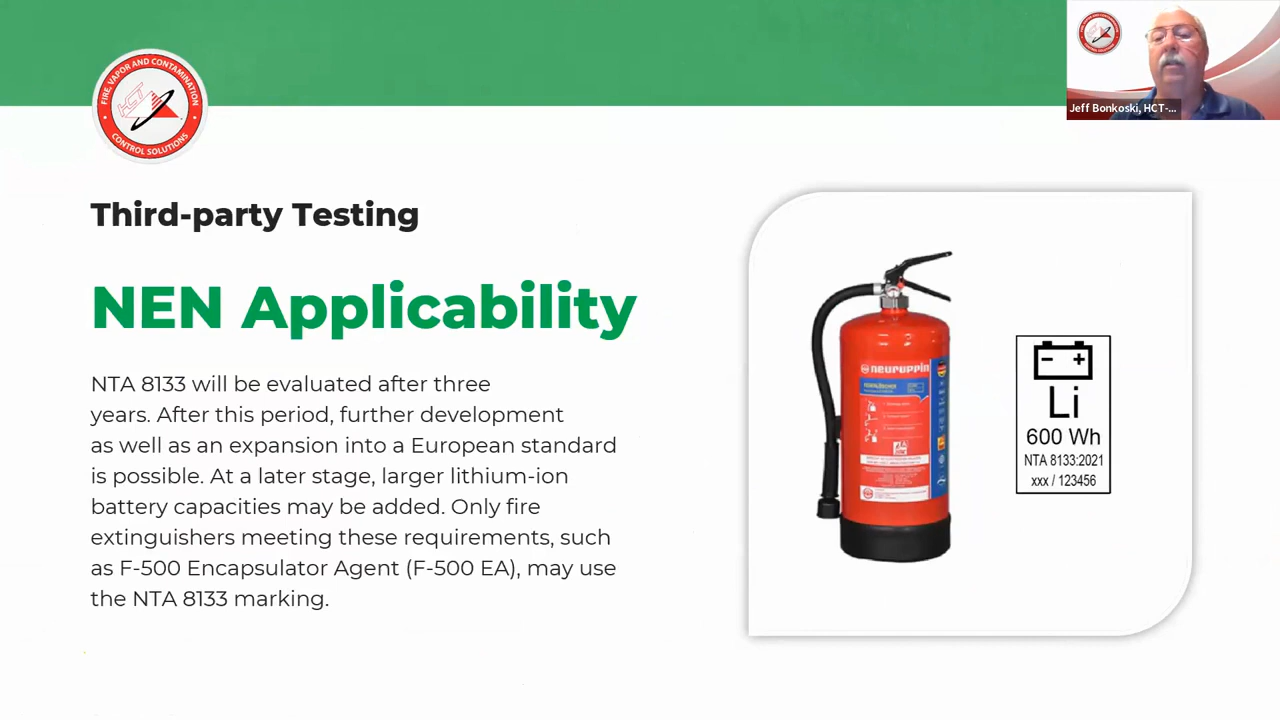 FIRE, VAPOR AND CONTAMINATION
HCT
CONTROL SOLUTIONS
Jeff Bonkoski, HCT-...
Third-party Testing
NEN Applicability
NTA 8133 will be evaluated after three
years. After this period, further development
as well as an expansion into a European standard
is possible. At a later stage, larger lithium-ion
battery capacities may be added. Only fire
extinguishers meeting these requirements, such
as F-500 Encapsulator Agent (F-500 EA), may use
the NTA 8133 marking.
neuruppin
- +
Li
600 Wh
NTA 8133:2021
xxx / 123456